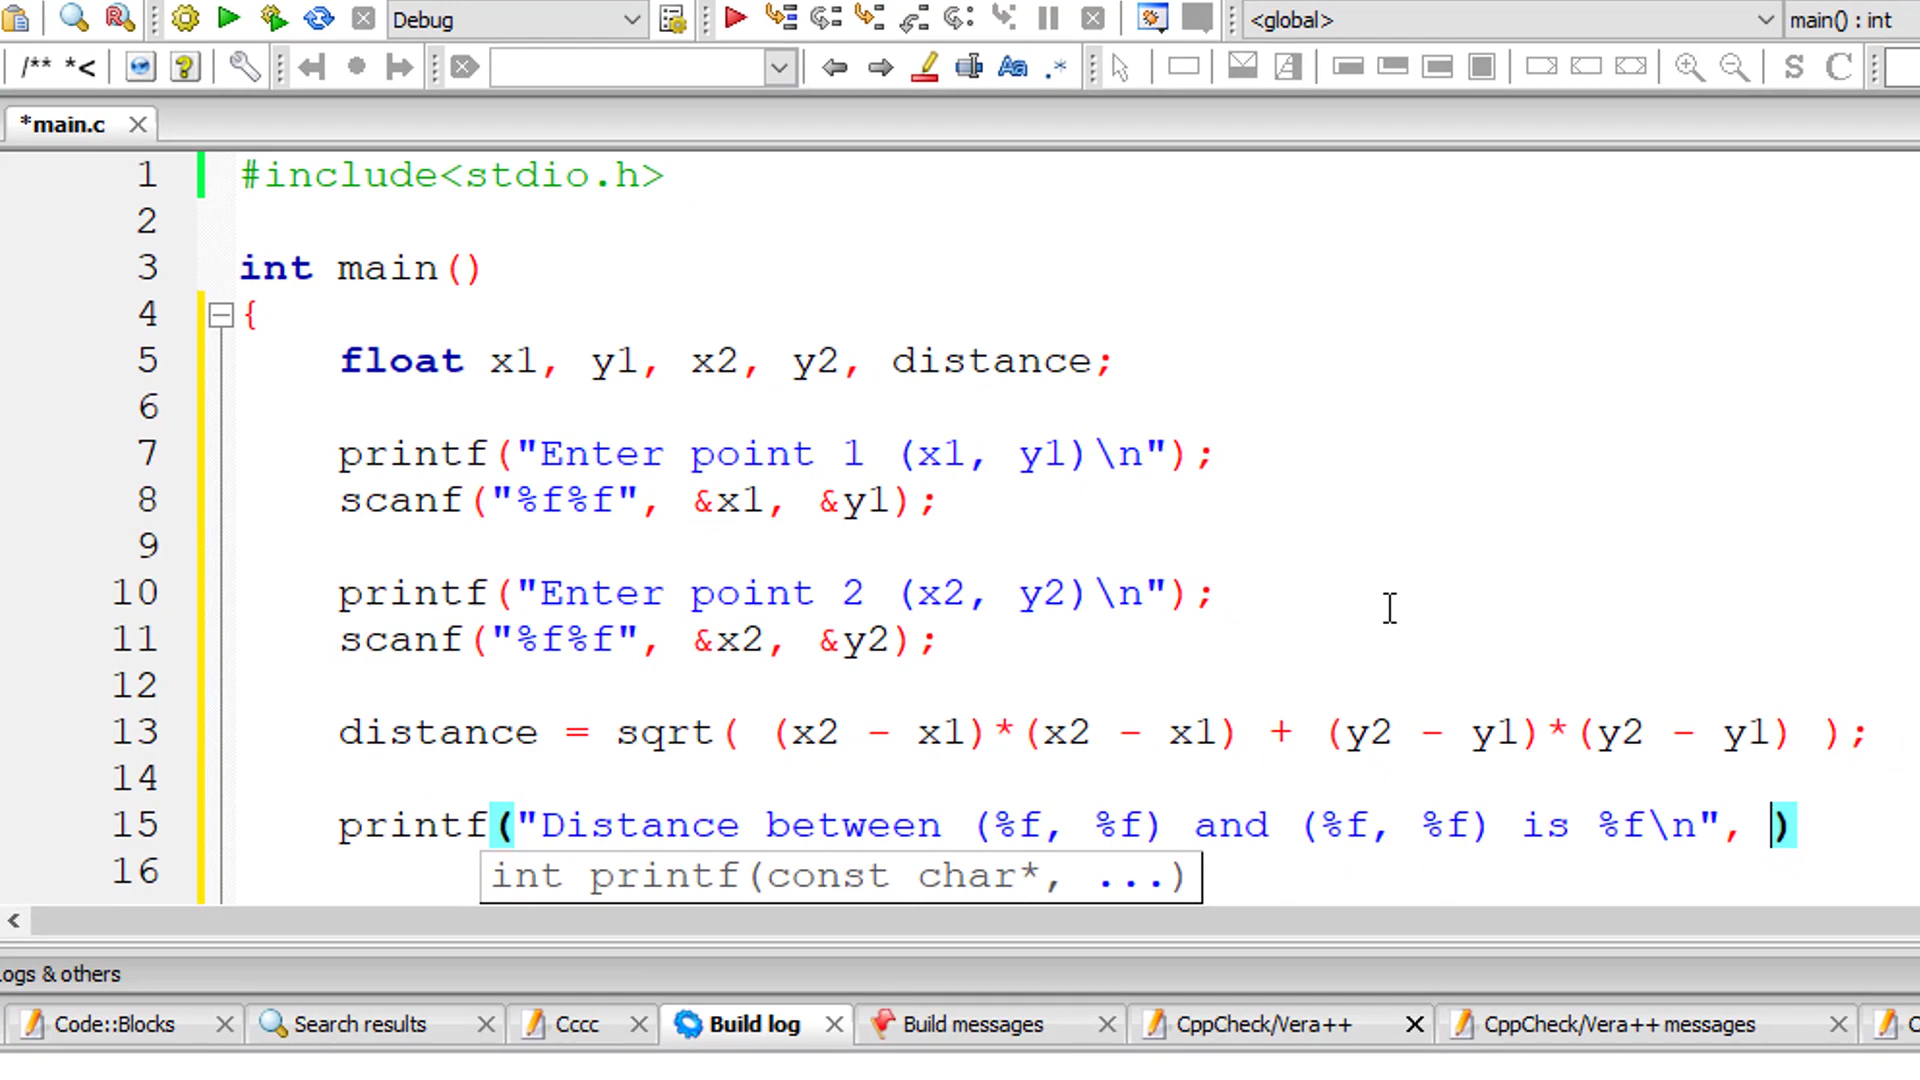 Debug
<global>
main() : int
/** *<
Aa
.*
S
C
*main.c
1 #include<stdio.h>
2
3 int main()
4 {
5 float x1, y1, x2, y2, distance;
6
7 printf("Enter point 1 (x1, y1)\n");
8 scanf("%f%f", &x1, &y1);
9
10 printf("Enter point 2 (x2, y2)\n");
11 scanf("%f%f", &x2, &y2);
12
13 distance = sqrt( (x2 - x1)*(x2 - x1) + (y2 - y1)*(y2 - y1) );
14
15 printf("Distance between (%f, %f) and (%f, %f) is %f\n", )
16 int printf(const char*, ...)
ogs & others
Code::Blocks
Search results
Cccc
Build log
Build messages
CppCheck/Vera++
CppCheck/Vera++ messages